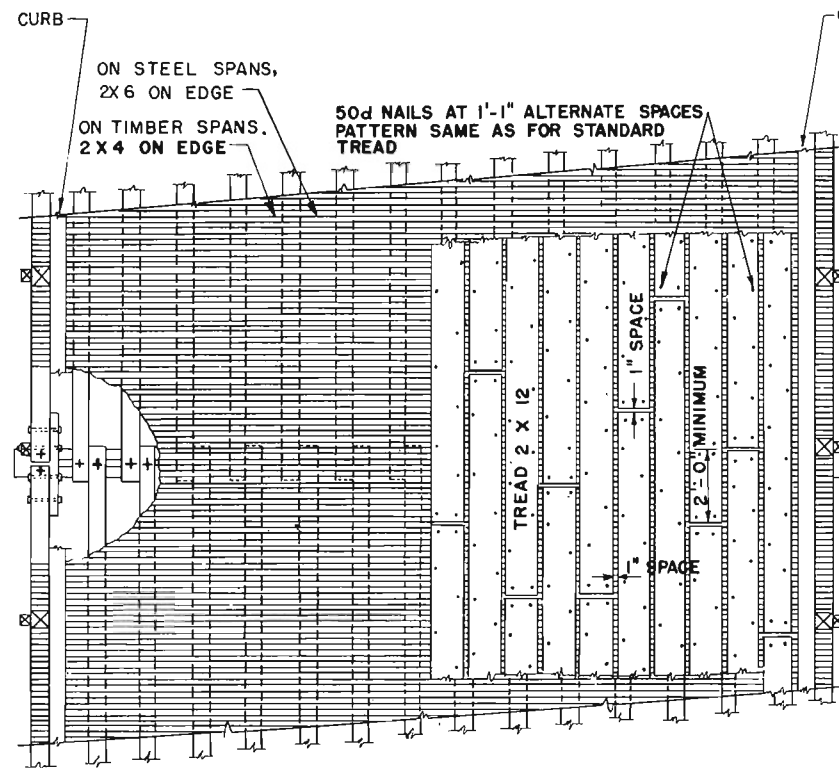 CURB
ON STEEL SPANS,
2X6 ON EDGE
ON TIMBER SPANS.
2 X 4 ON EDGE
50d NAILS AT 1'-1" ALTERNATE SPACES
PATTERN SAME AS FOR STANDARD
TREAD
1" SPACE
TREAD 2 X 12
2'-0" MINIMUM
1" SPACE